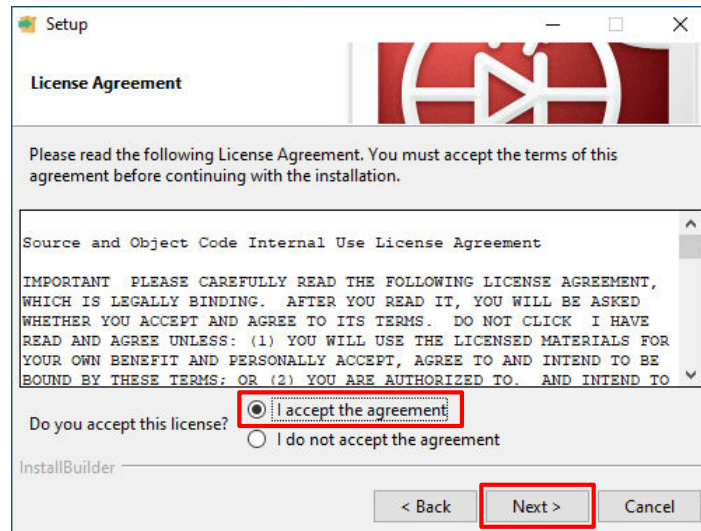 Setup
License Agreement
Please read the following License Agreement. You must accept the terms of this
agreement before continuing with the installation.
Source and Object Code Internal Use License Agreement
IMPORTANT  PLEASE CAREFULLY READ THE FOLLOWING LICENSE AGREEMENT,
WHICH IS LEGALLY BINDING.  AFTER YOU READ IT, YOU WILL BE ASKED
WHETHER YOU ACCEPT AND AGREE TO ITS TERMS.  DO NOT CLICK  I HAVE
READ AND AGREE UNLESS: (1) YOU WILL USE THE LICENSED MATERIALS FOR
YOUR OWN BENEFIT AND PERSONALLY ACCEPT, AGREE TO AND INTEND TO BE
BOUND BY THESE TERMS; OR (2) YOU ARE AUTHORIZED TO.  AND INTEND TO
Do you accept this license?
I accept the agreement
I do not accept the agreement
InstallBuilder
< Back
Next >
Cancel